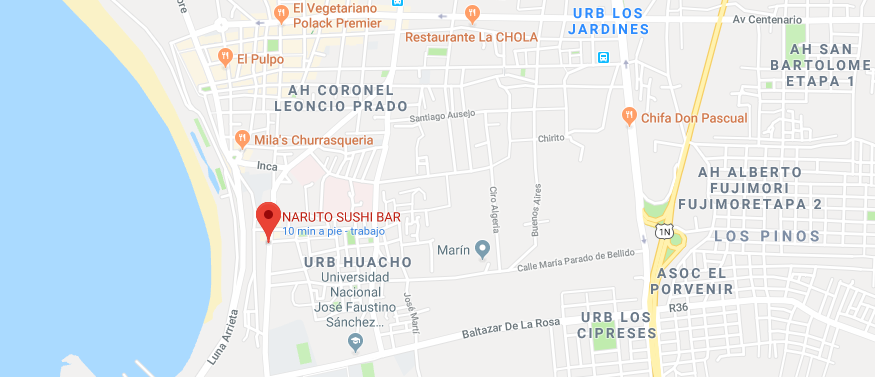 El Vegetariano
Polack Premier
URB LOS
JARDINES
Av Centenario
Restaurante La CHOLA
El Pulpo
AH SAN
BARTOLOME
ETAPA 1
AH CORONEL
LEONCIO PRADO
Santiago Ausejo
Chifa Don Pascual
Mila's Churrasqueria
Chirito
Inca
AH ALBERTO
FUJIMORI
FUJIMORIETAPA 2
Ciro Algería
Buenos Aires
NARUTO SUSHI BAR
10 min a pie - trabajo
1N
LOS PINOS
Marín
URB HUACHO
Calle María Parado de Bellido
Universidad
Nacional
José Faustino
Sánchez...
ASOC EL
PORVENIR
José Martí
R36
URB LOS
CIPRESES
Luna Arrieta
Baltazar De La Rosa